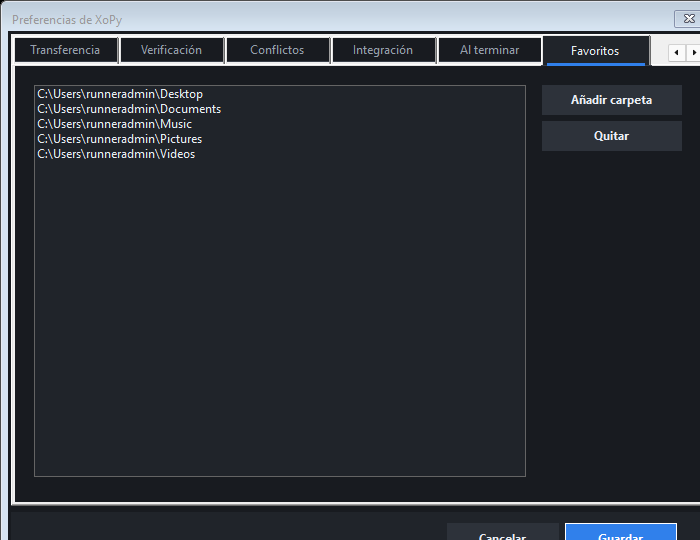 Preferencias de XoPy
Transferencia
Verificación
Conflictos
Integración
Al terminar
Favoritos
C:\Users\runneradmin\Desktop
C:\Users\runneradmin\Documents
C:\Users\runneradmin\Music
C:\Users\runneradmin\Pictures
C:\Users\runneradmin\Videos
Añadir carpeta
Quitar
Cancelar
Guardar